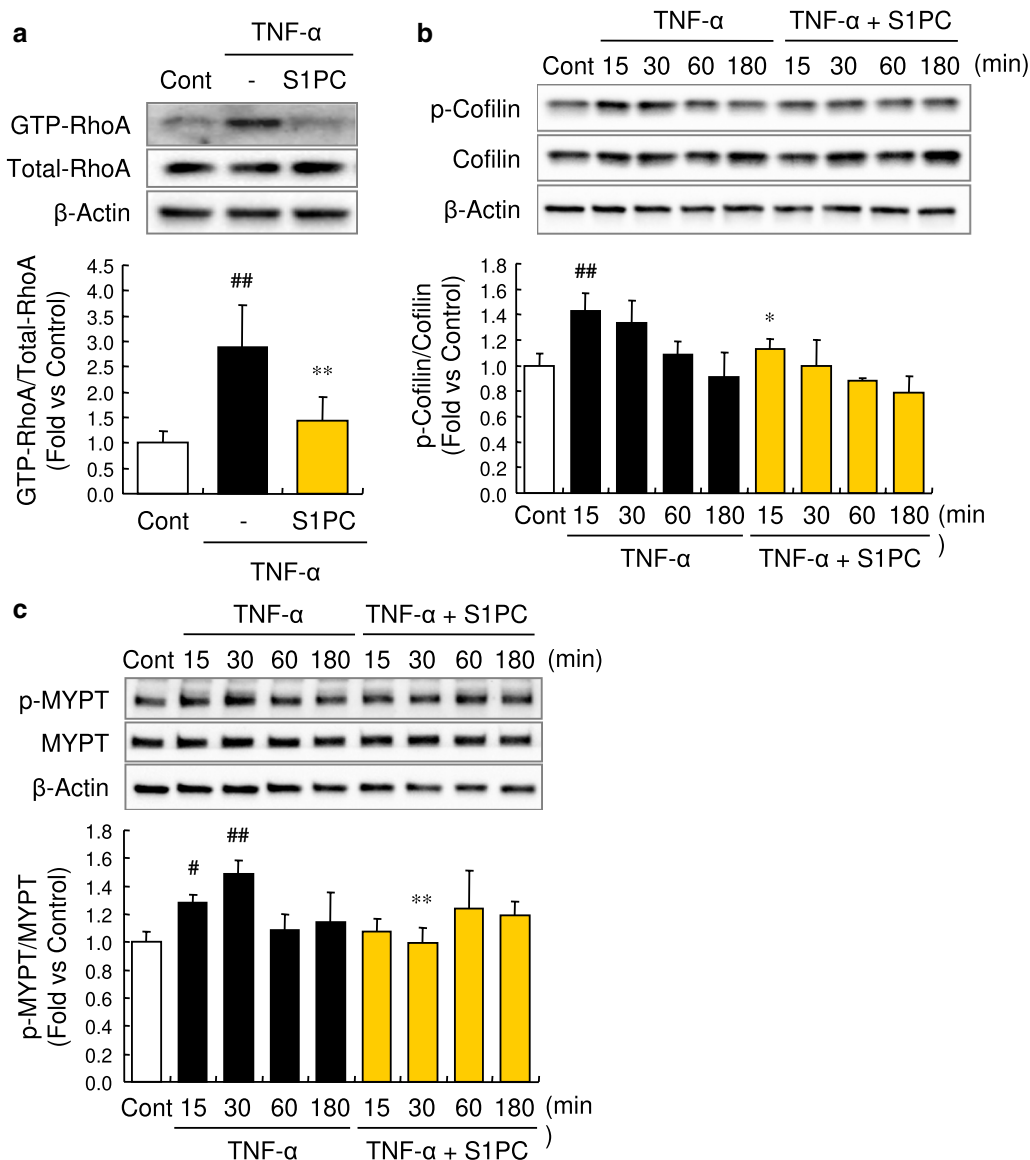 a
TNF-α
Cont - S1PC
GTP-RhoA
Total-RhoA
β-Actin
GTP-RhoA/Total-RhoA
(Fold vs Control)
4.5
4.0
3.5
3.0
2.5
2.0
1.5
1.0
0.5
0.0
##
**
Cont - S1PC
TNF-α
b
TNF-α TNF-α + S1PC
Cont 15 30 60 180 15 30 60 180 (min)
p-Cofilin
Cofilin
β-Actin
p-Cofilin/Cofilin
(Fold vs Control)
1.8
1.6
1.4
1.2
1.0
0.8
0.6
0.4
0.2
0.0
##
*
Cont 15 30 60 180 15 30 60 180 (min
)
TNF-α TNF-α + S1PC
c
TNF-α TNF-α + S1PC
Cont 15 30 60 180 15 30 60 180 (min)
p-MYPT
MYPT
β-Actin
p-MYPT/MYPT
(Fold vs Control)
1.8
1.6
1.4
1.2
1.0
0.8
0.6
0.4
0.2
0.0
#
##
**
Cont 15 30 60 180 15 30 60 180 (min
)
TNF-α TNF-α + S1PC